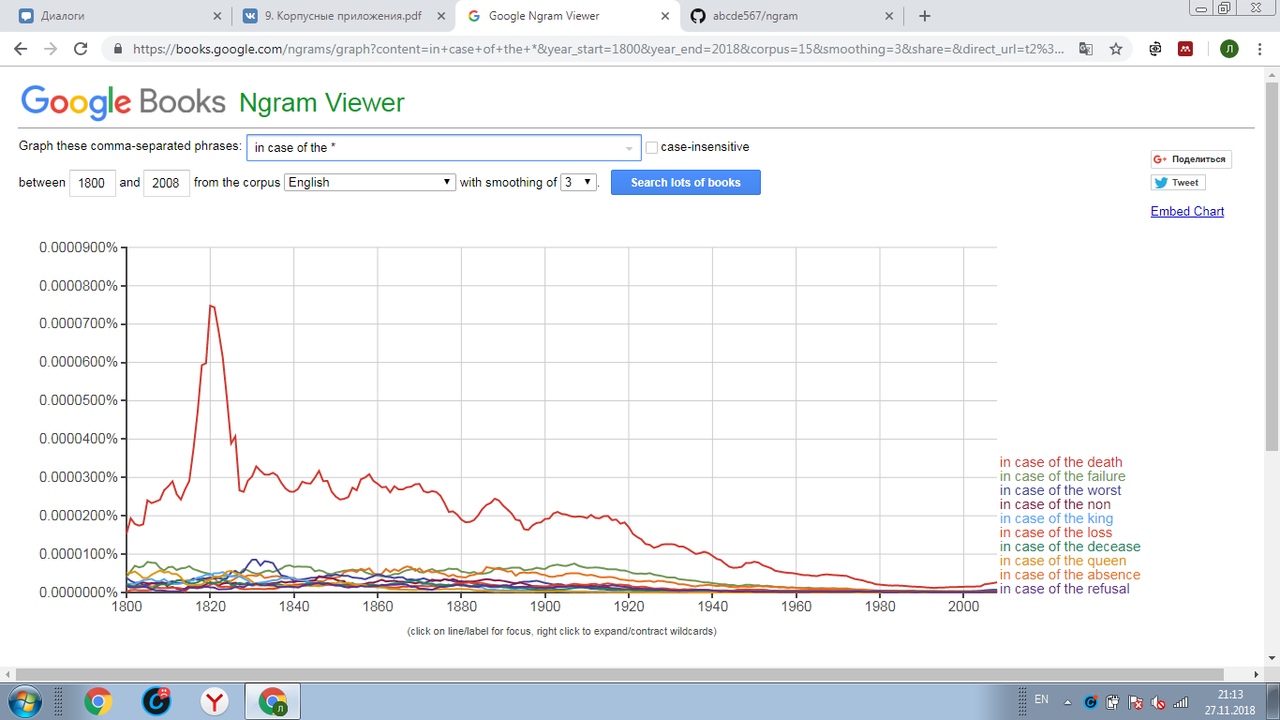 Диалоги
9. Корпусные приложения.pdf
Google Ngram Viewer
abcde567/ngram
https://books.google.com/ngrams/graph?content=in+case+of+the+*&year_start=1800&year_end=2018&corpus=15&smoothing=3&share=&direct_url=t2%3...
Л
Google Books Ngram Viewer
Graph these comma-separated phrases: in case of the * case-insensitive
between 1800 and 2008 from the corpus English with smoothing of 3 . Search lots of books
G+ Поделиться
Tweet
Embed Chart
0.0000900%
0.0000800%
0.0000700%
0.0000600%
0.0000500%
0.0000400%
0.0000300%
0.0000200%
0.0000100%
0.0000000%
1800 1820 1840 1860 1880 1900 1920 1940 1960 1980 2000
in case of the death
in case of the failure
in case of the worst
in case of the non
in case of the king
in case of the loss
in case of the decease
in case of the queen
in case of the absence
in case of the refusal
(click on line/label for focus, right click to expand/contract wildcards)
EN
21:13
27.11.2018